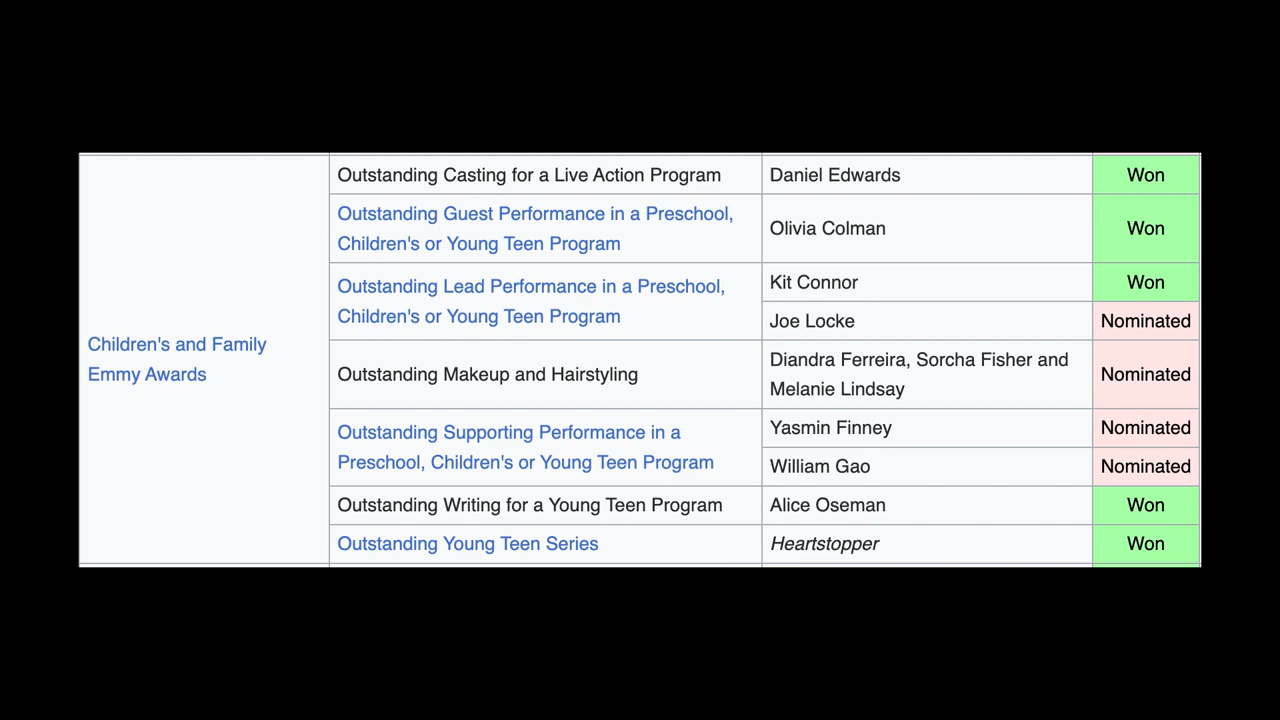 Children's and Family
Emmy Awards
Outstanding Casting for a Live Action Program
Daniel Edwards
Won
Outstanding Guest Performance in a Preschool,
Children's or Young Teen Program
Olivia Colman
Won
Outstanding Lead Performance in a Preschool,
Children's or Young Teen Program
Kit Connor
Won
Joe Locke
Nominated
Outstanding Makeup and Hairstyling
Diandra Ferreira, Sorcha Fisher and
Melanie Lindsay
Nominated
Outstanding Supporting Performance in a
Preschool, Children's or Young Teen Program
Yasmin Finney
Nominated
William Gao
Nominated
Outstanding Writing for a Young Teen Program
Alice Oseman
Won
Outstanding Young Teen Series
Heartstopper
Won